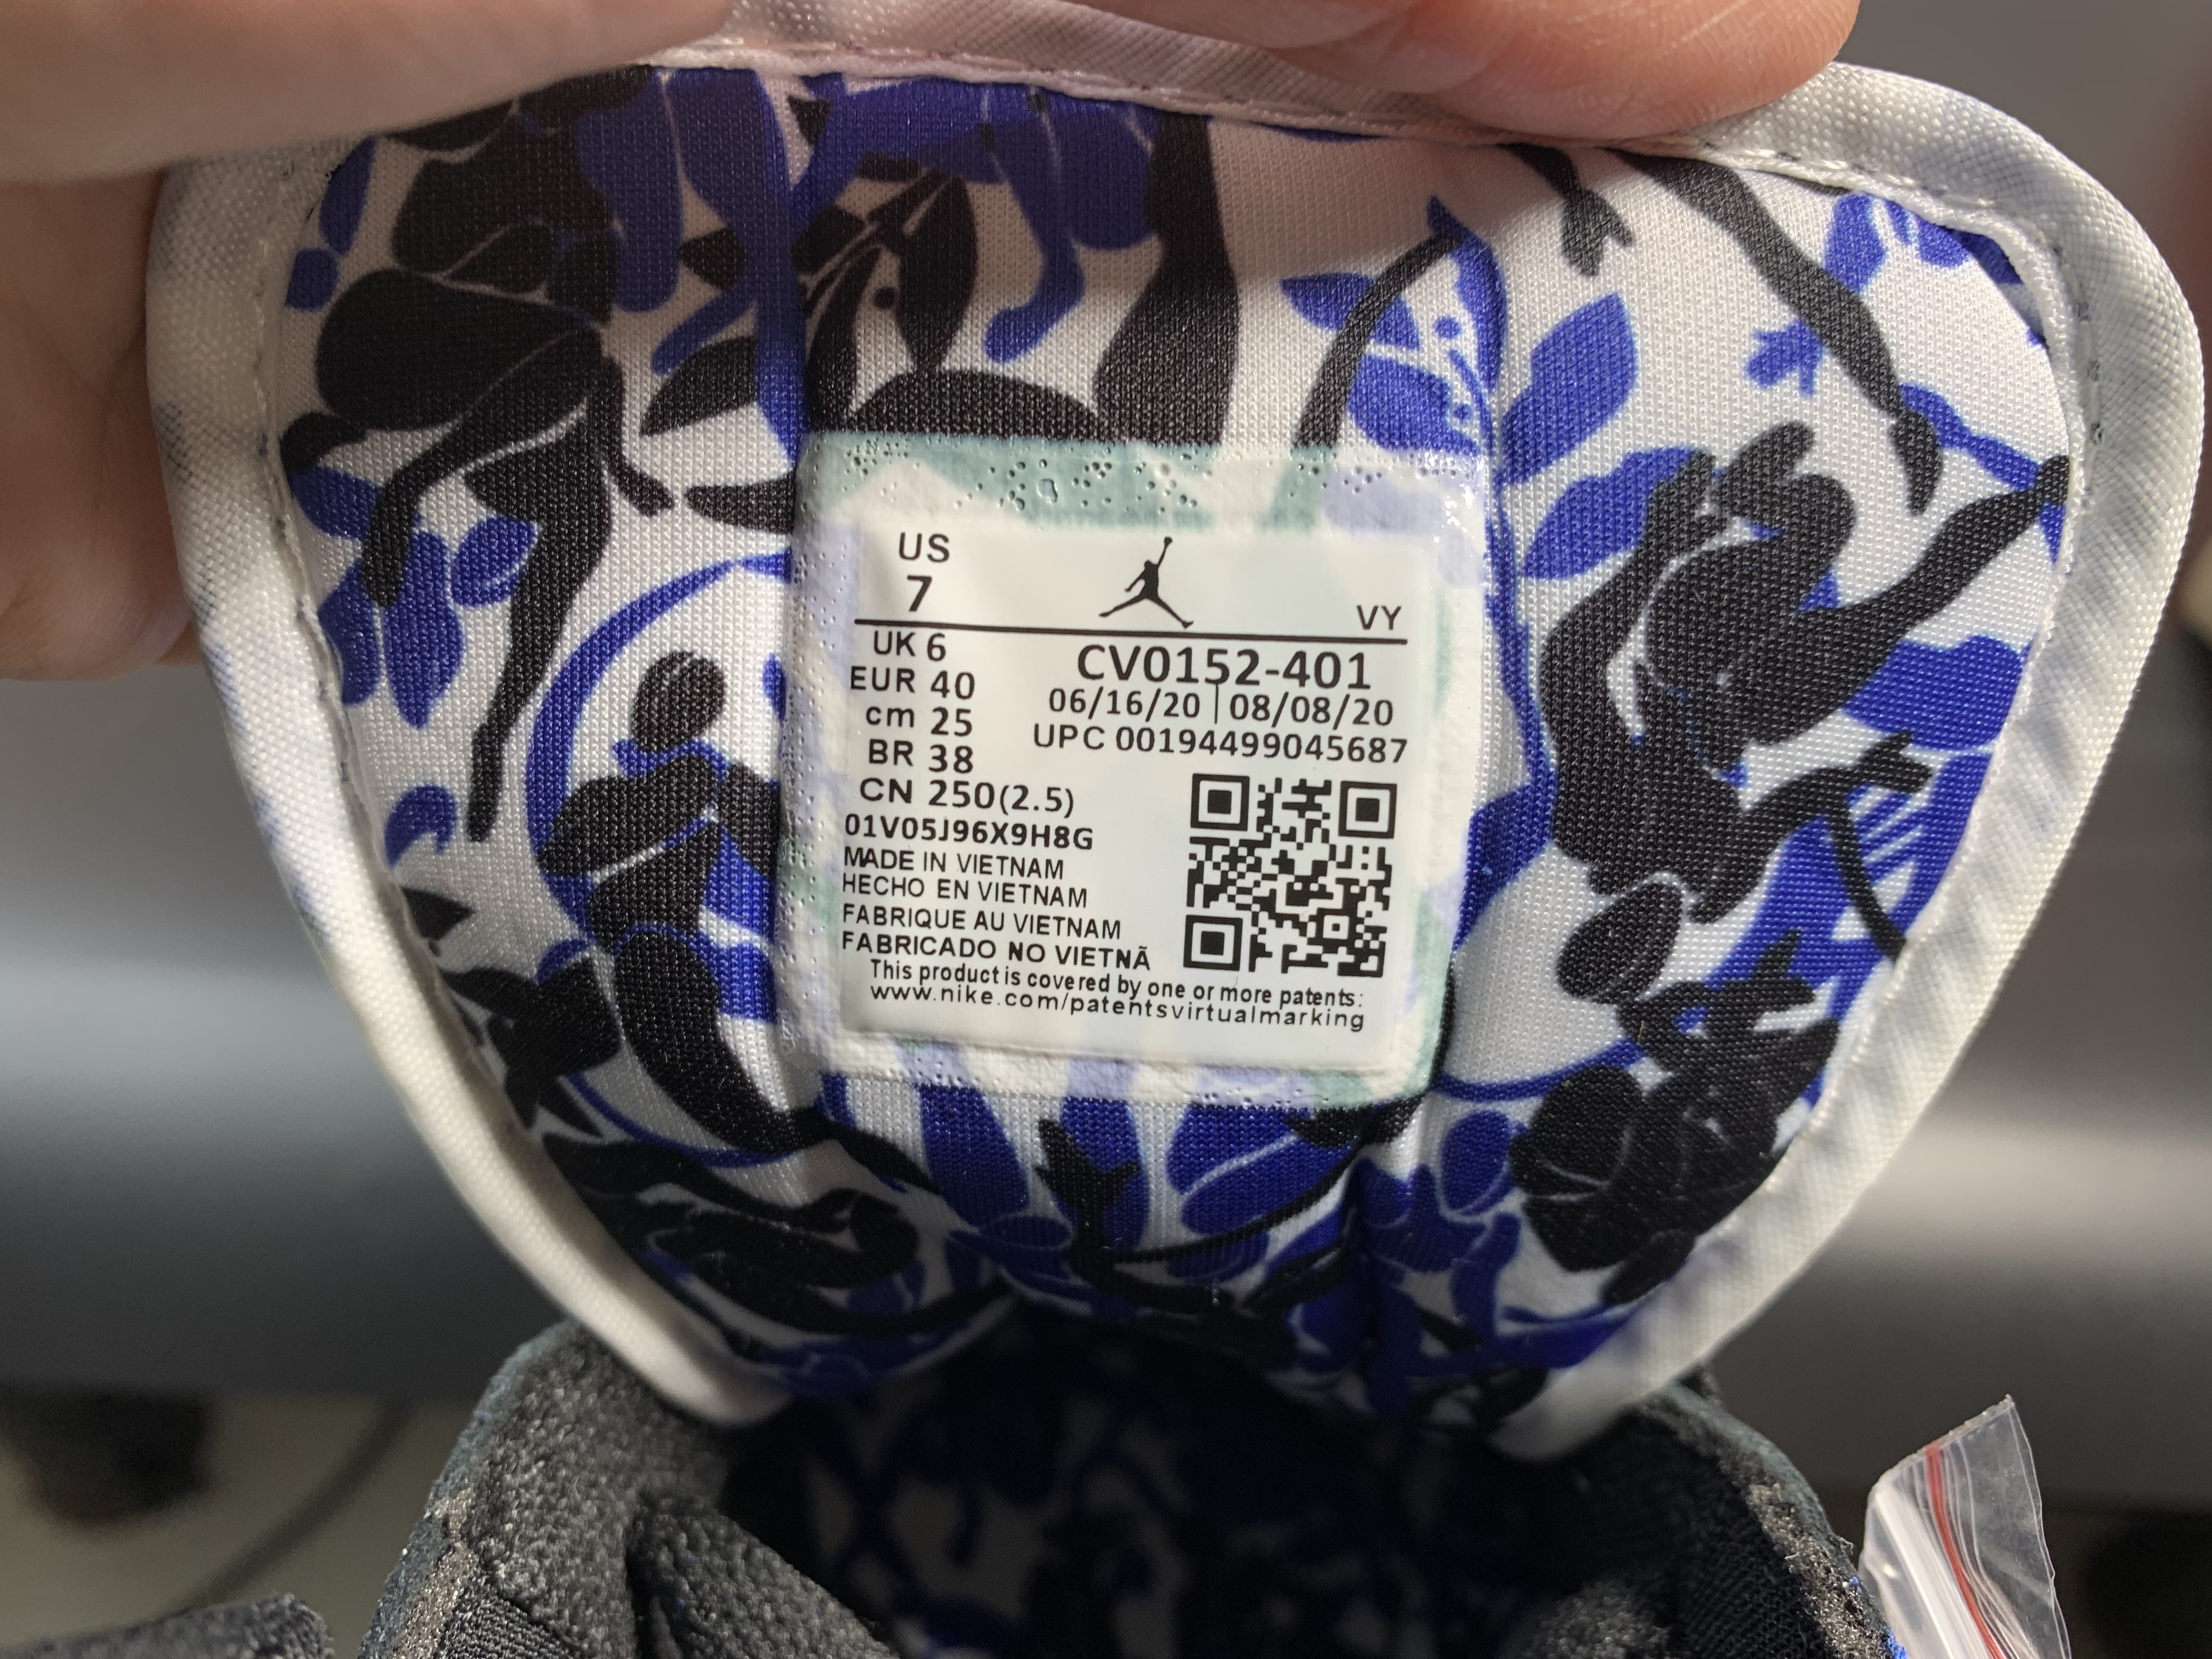 US
7
VY
UK 6
EUR 40
cm 25
BR 38
CN 250(2.5)
CV0152-401
06/16/20 | 08/08/20
UPC 00194499045687
01V05J96X9H8G
MADE IN VIETNAM
HECHO EN VIETNAM
FABRIQUE AU VIETNAM
FABRICADO NO VIETNÃ
This product is covered by one or more patents:
www.nike.com/patentsvirtualmarking